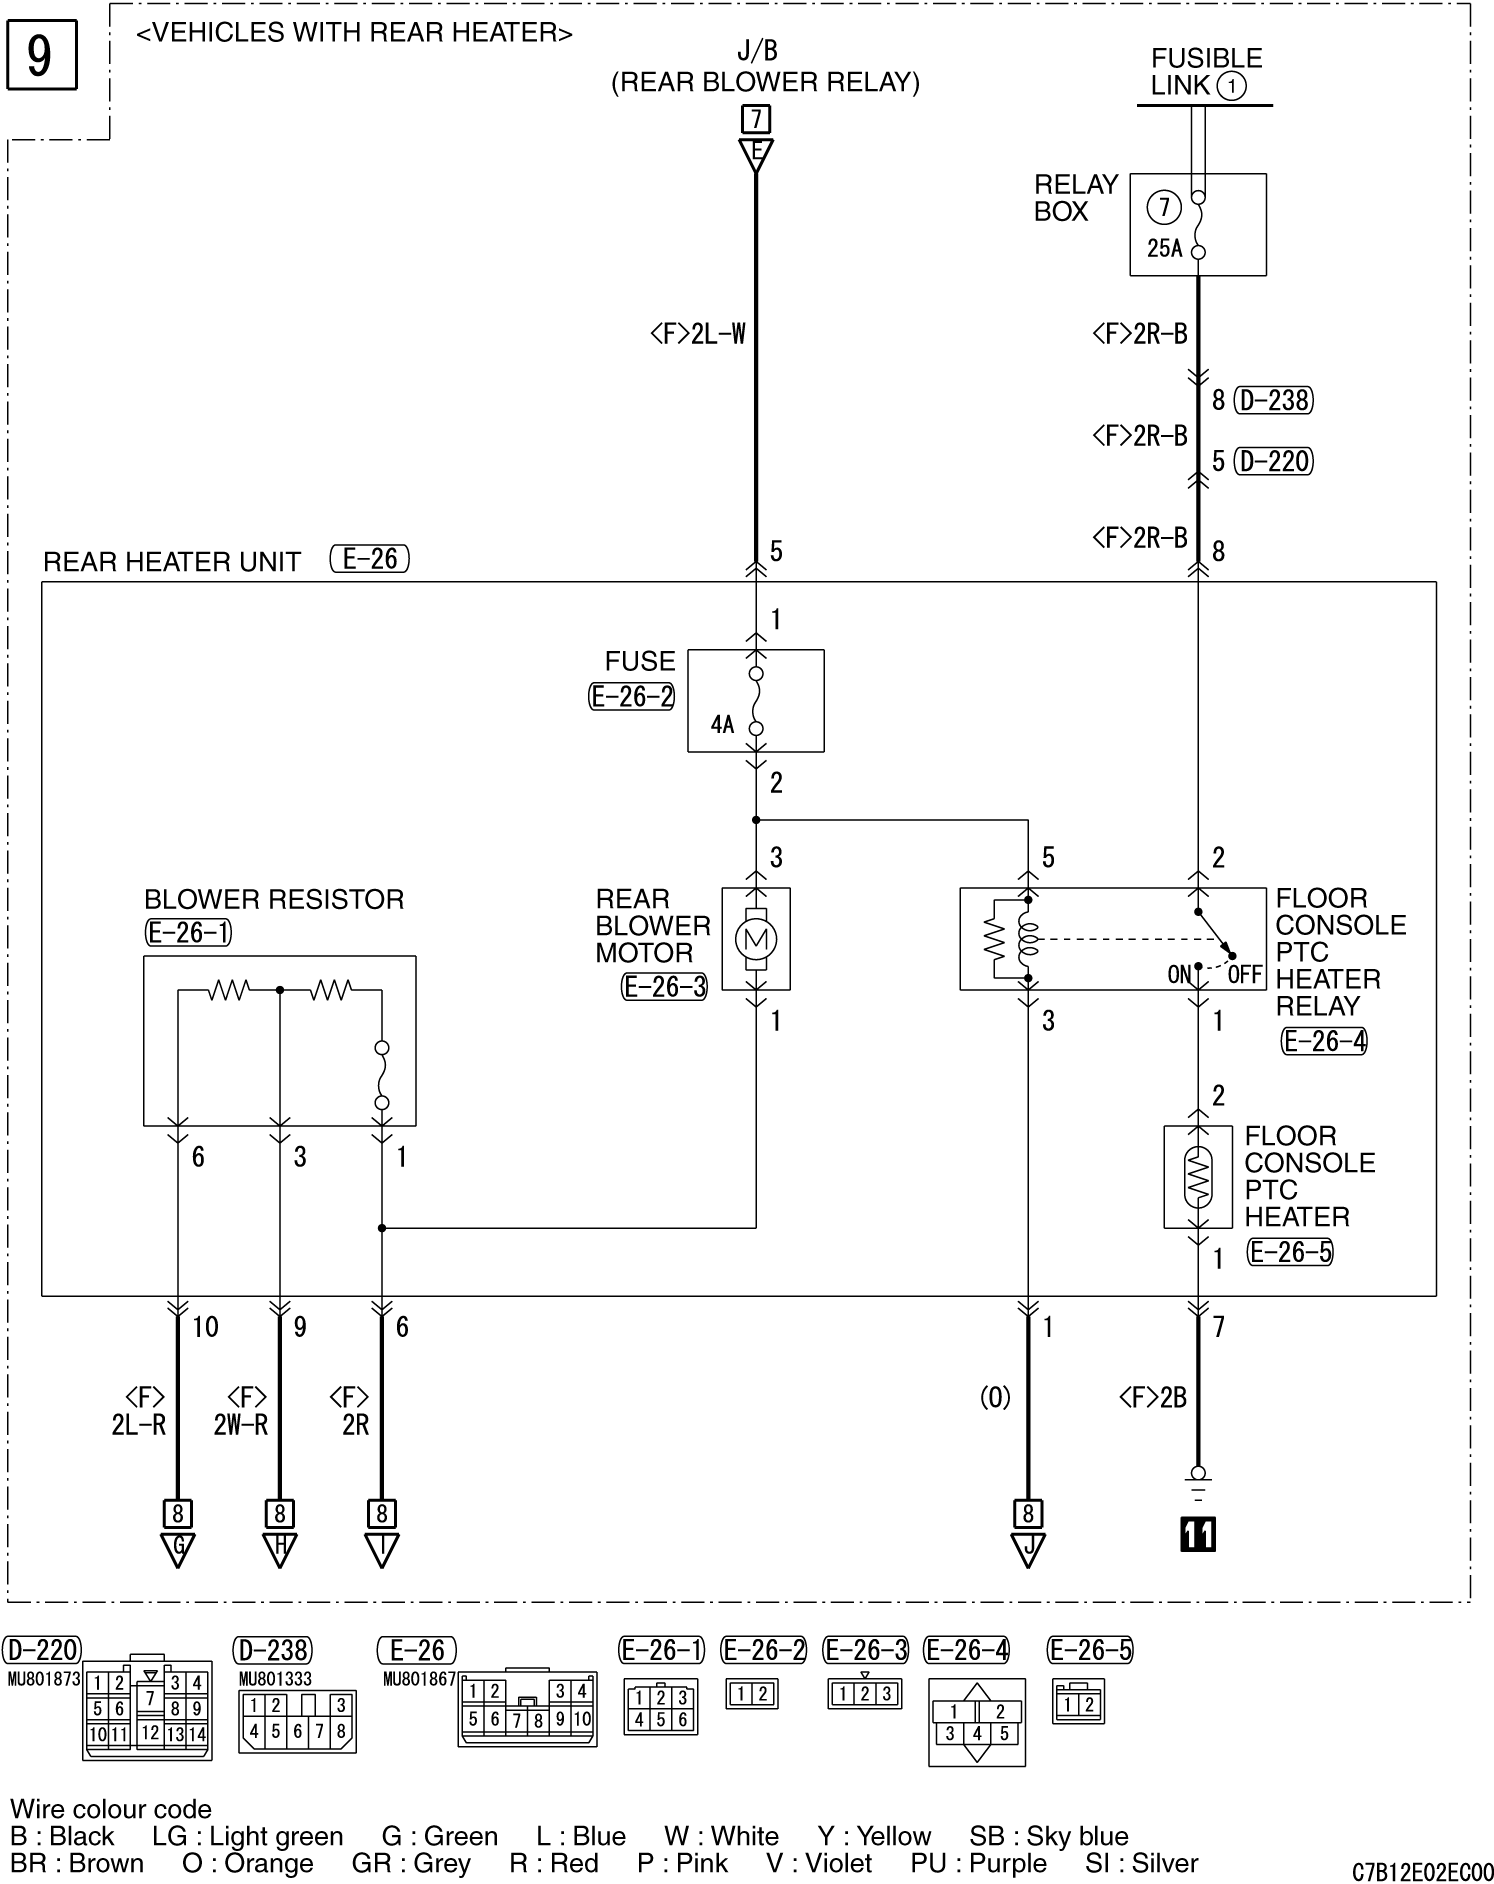 9
<VEHICLES WITH REAR HEATER>
J/B
(REAR BLOWER RELAY)
7
E
FUSIBLE
LINK 1
RELAY
BOX
7
25A
<F>2L-W
<F>2R-B
8 D-238
<F>2R-B
5 D-220
<F>2R-B
8
5
REAR HEATER UNIT E-26
1
FUSE
E-26-2
4A
2
3
5
2
BLOWER RESISTOR
E-26-1
REAR
BLOWER
MOTOR
E-26-3
M
ON OFF
FLOOR
CONSOLE
PTC
HEATER
RELAY
E-26-4
1
3
1
2
6 3 1
FLOOR
CONSOLE
PTC
HEATER
E-26-5
1
10 9 6 1 7
<F>
2L-R
<F>
2W-R
<F>
2R
(O)
<F>2B
8 8 8 8
G H I J
11
D-220
MU801873
1 2 3 4
7
5 6 8 9
10 11 12 13 14
D-238
MU801333
1 2 3
4 5 6 7 8
E-26
MU801867
1 2 3 4
5 6 7 8 9 10
E-26-1
1 2 3
4 5 6
E-26-2
1 2
E-26-3
1 2 3
E-26-4
1 2
3 4 5
E-26-5
1 2
Wire colour code
B : Black LG : Light green G : Green L : Blue W : White Y : Yellow SB : Sky blue
BR : Brown O : Orange GR : Grey R : Red P : Pink V : Violet PU : Purple SI : Silver
C7B12E02EC00